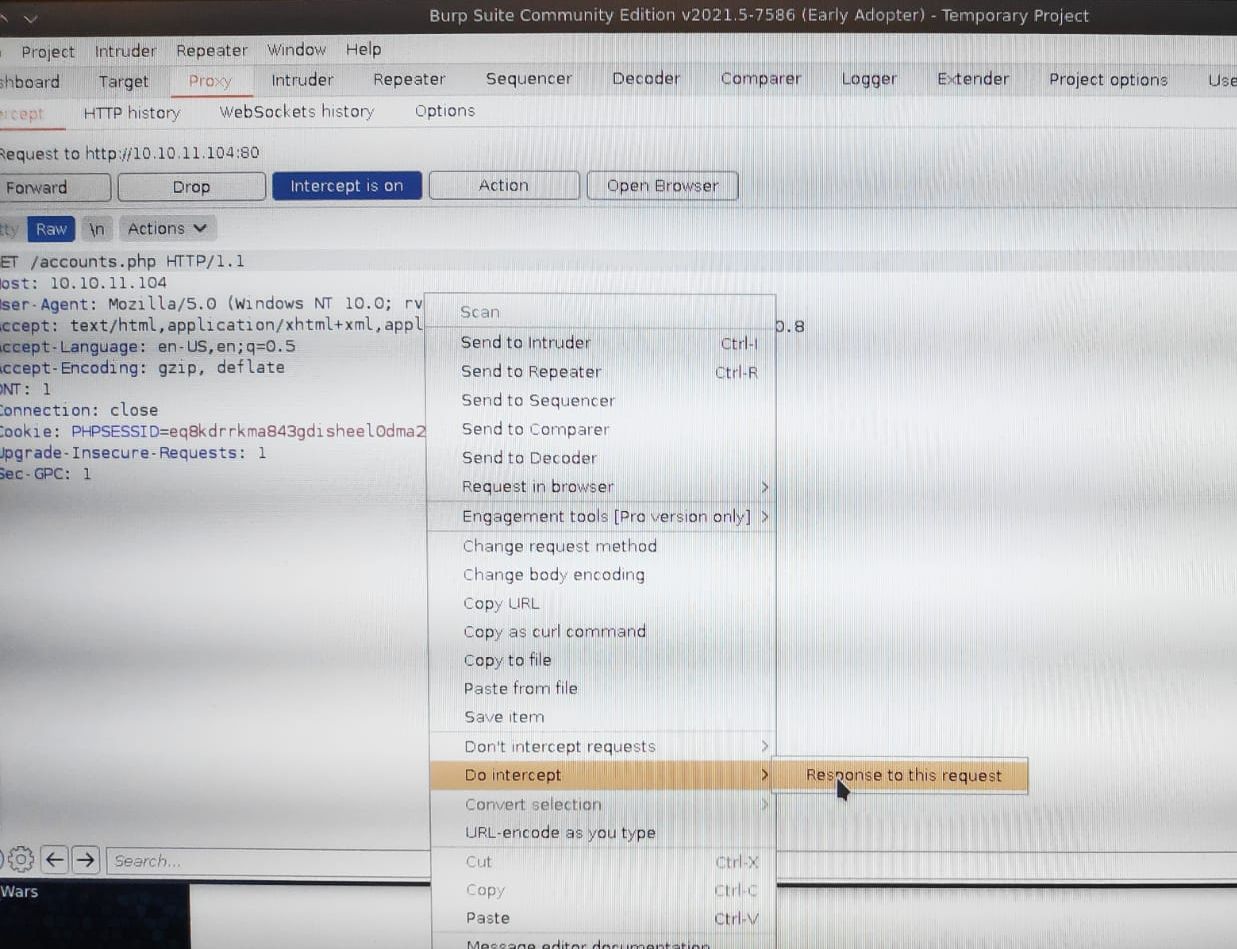 Burp Suite Community Edition v2021.5-7586 (Early Adopter) - Temporary Project
Project Intruder Repeater Window Help
shboard Target Proxy Intruder Repeater Sequencer Decoder Comparer Logger Extender Project options Use
ercept HTTP history WebSockets history Options
Request to http://10.10.11.104:80
Forward Drop Intercept is on Action Open Browser
tty Raw \n Actions
ET /accounts.php HTTP/1.1
ost: 10.10.11.104
ser-Agent: Mozilla/5.0 (Windows NT 10.0; rv
ccept: text/html,application/xhtml+xml,appl
0.8
ccept-Language: en-US,en;q=0.5
Accept-Encoding: gzip, deflate
DNT: 1
Connection: close
Cookie: PHPSESSID=eq8kdrrkma843gdisheel0dma2
Upgrade-Insecure-Requests: 1
Sec-GPC: 1
Scan
Send to Intruder Ctrl-I
Send to Repeater Ctrl-R
Send to Sequencer
Send to Comparer
Send to Decoder
Request in browser
Engagement tools [Pro version only]
Change request method
Change body encoding
Copy URL
Copy as curl command
Copy to file
Paste from file
Save item
Don't intercept requests
Do intercept
Response to this request
Convert selection
URL-encode as you type
Cut Ctrl-X
Copy Ctrl-C
Paste Ctrl-V
Message editor documentation
Search...
Wars